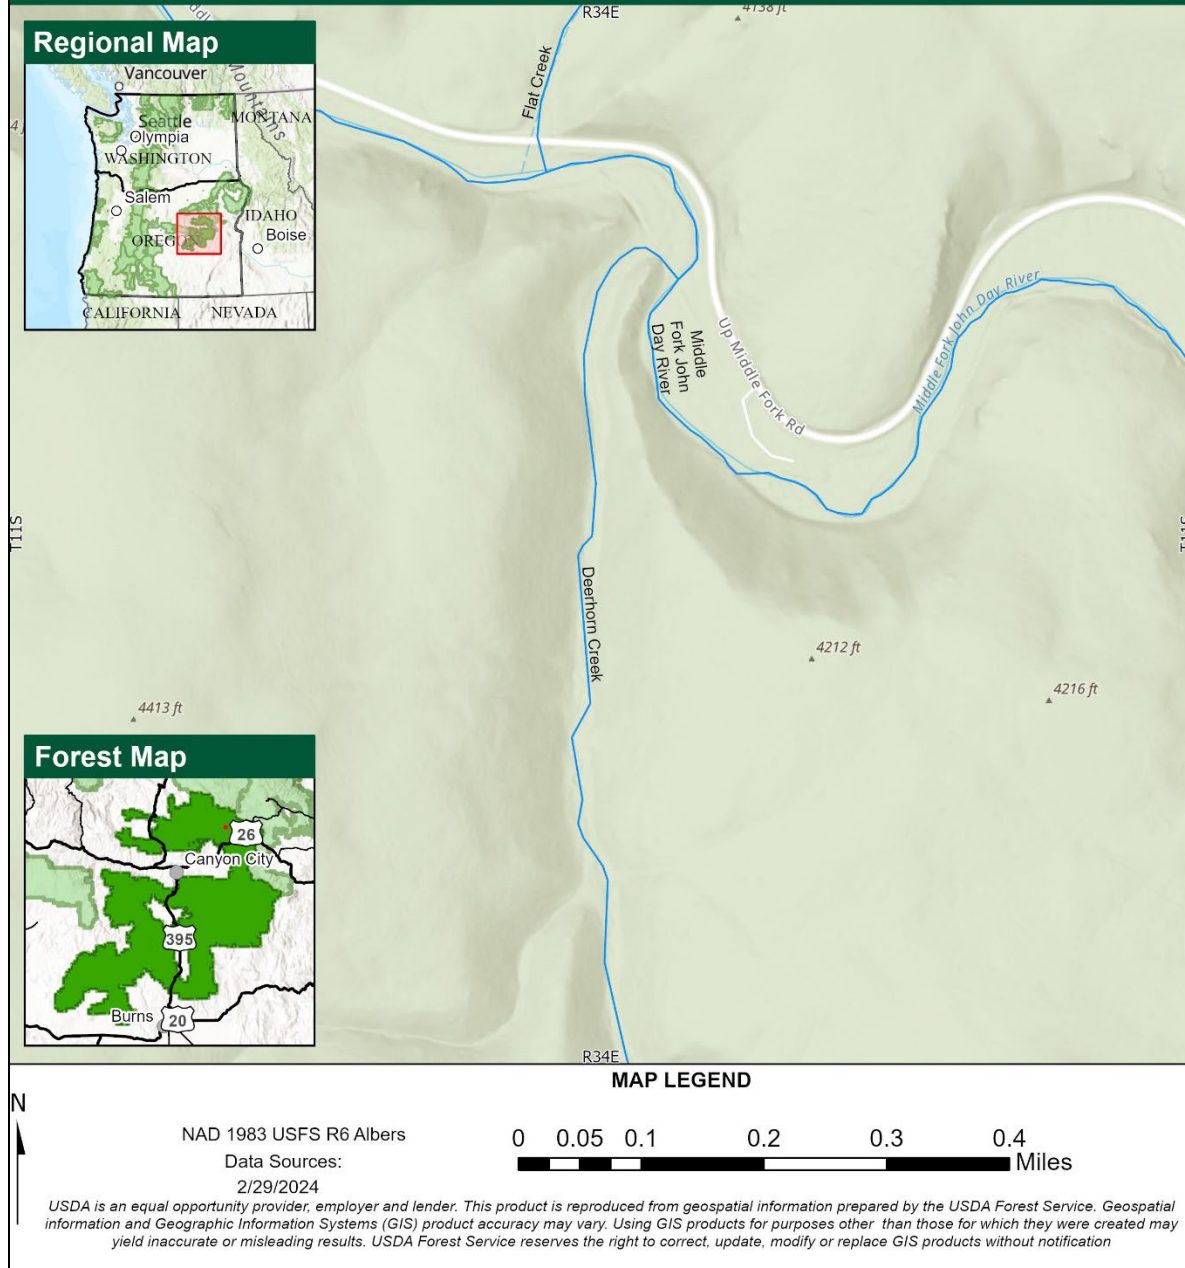 R34E
4138 ft
Regional Map
Vancouver
Mountains
MONTANA
Seattle
Olympia
WASHINGTON
Salem
IDAHO
OREGON
Boise
CALIFORNIA
NEVADA
Flat Creek
Middle
Fork John
Day River
Up Middle Fork Rd
Middle Fork John Day River
T11S
Deerhorn Creek
4212 ft
4216 ft
4413 ft
Forest Map
26
Canyon City
395
Burns
20
R34E
MAP LEGEND
N
NAD 1983 USFS R6 Albers
Data Sources:
2/29/2024
0 0.05 0.1 0.2 0.3 0.4
Miles
USDA is an equal opportunity provider, employer and lender. This product is reproduced from geospatial information prepared by the USDA Forest Service. Geospatial
information and Geographic Information Systems (GIS) product accuracy may vary. Using GIS products for purposes other than those for which they were created may
yield inaccurate or misleading results. USDA Forest Service reserves the right to correct, update, modify or replace GIS products without notification